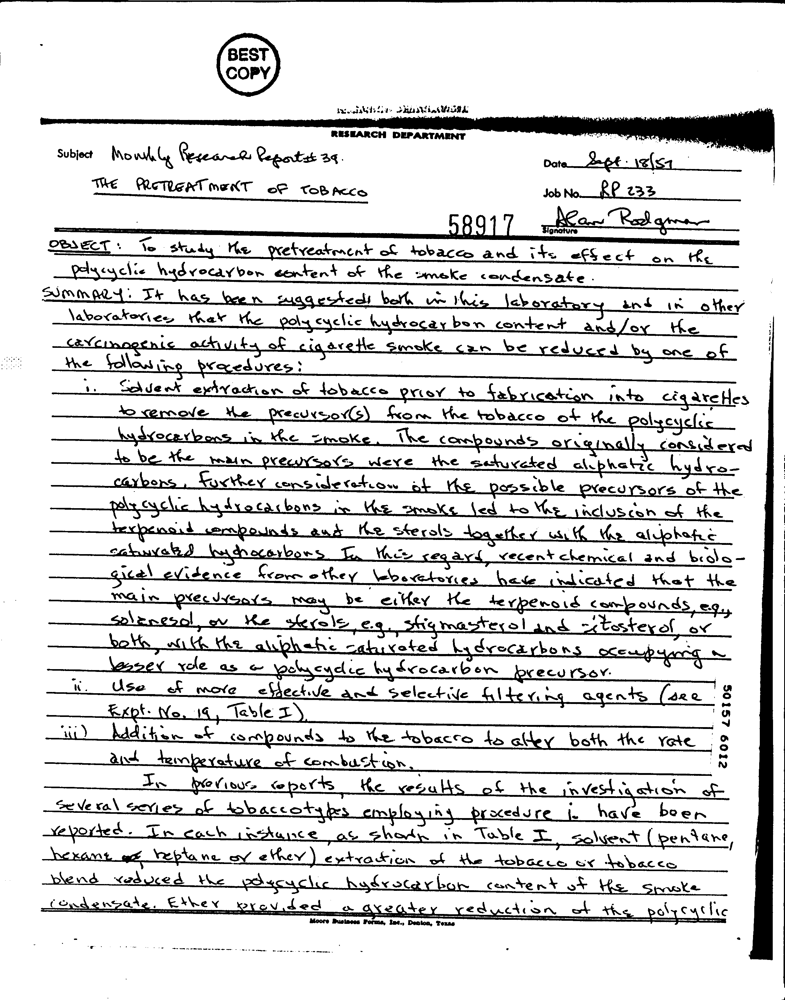 BEST
COPY
RESEARCH DEPARTMENT
Subject Monthly Research Report # 39.
Date Sept. 18/57
THE PRETREATMENT OF TOBACCO
Job No. RP 233
58917
Alan Rodgman
Signature
OBJECT: To study the pretreatment of tobacco and its effect on the
polycyclic hydrocarbon content of the smoke condensate.
SUMMARY: It has been suggested both in this laboratory and in other
laboratories that the polycyclic hydrocarbon content and/or the
carcinogenic activity of cigarette smoke can be reduced by one of
the following procedures:
i. Solvent extraction of tobacco prior to fabrication into cigarettes
to remove the precursor(s) from the tobacco of the polycyclic
hydrocarbons in the smoke. The compounds originally considered
to be the main precursors were the saturated aliphatic hydro-
carbons. Further consideration of the possible precursors of the
polycyclic hydrocarbons in the smoke led to the inclusion of the
terpenoid compounds and the sterols together with the aliphatic
saturated hydrocarbons In this regard, recent chemical and biolo-
gical evidence from other laboratories have indicated that the
main precursors may be either the terpenoid compounds, e.g.,
solanesol, or the sterols, e.g., stigmasterol and sitosterol, or
both, with the aliphatic saturated hydrocarbons occupying a
lesser role as a polycyclic hydrocarbon precursor.
ii. Use of more effective and selective filtering agents (see
Expt. No. 19, Table I).
iii) Addition of compounds to the tobacco to alter both the rate
and temperature of combustion.
In previous reports, the results of the investigation of
several series of tobacco types employing procedure i. have been
reported. In each instance, as shown in Table I, solvent (pentane,
hexane heptane or ether) extraction of the tobacco or tobacco
blend reduced the polycyclic hydrocarbon content of the smoke
condensate. Ether provided a greater reduction of the polycyclic
Moore Business Forms, Inc., Denton, Texas
50157 6012